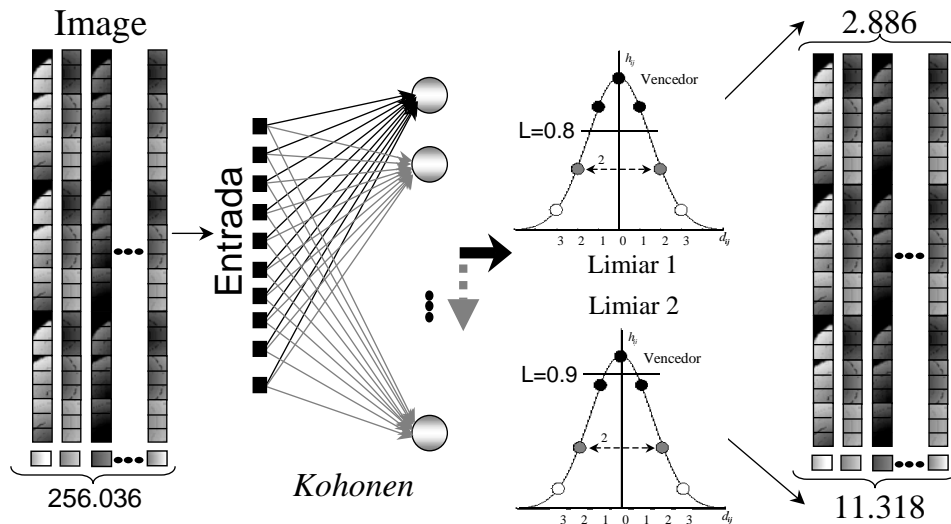 Image
256.036
Entrada
Kohonen
h_ij
Vencedor
L=0.8
2
3 2 1 0 1 2 3
d_ij
Limiar 1
Limiar 2
h_ij
Vencedor
L=0.9
2
3 2 1 0 1 2 3
d_ij
2.886
11.318